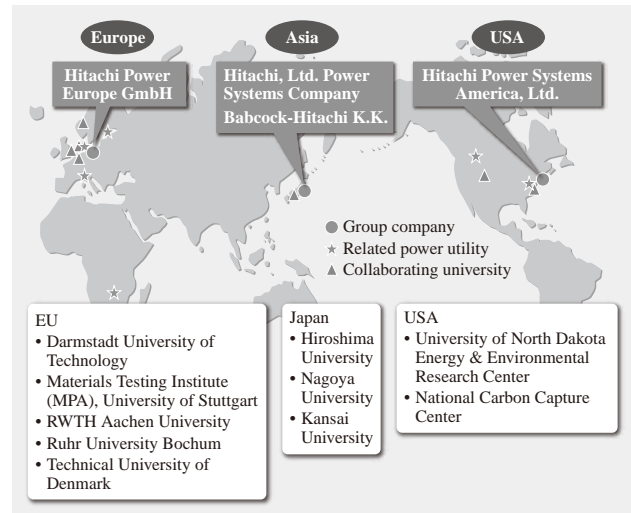 Europe
Asia
USA
Hitachi Power
Europe GmbH
Hitachi, Ltd. Power
Systems Company
Babcock-Hitachi K.K.
Hitachi Power Systems
America, Ltd.
Group company
Related power utility
Collaborating university
EU
• Darmstadt University of
Technology
• Materials Testing Institute
(MPA), University of Stuttgart
• RWTH Aachen University
• Ruhr University Bochum
• Technical University of
Denmark
Japan
• Hiroshima
University
• Nagoya
University
• Kansai
University
USA
• University of North Dakota
Energy & Environmental
Research Center
• National Carbon Capture
Center